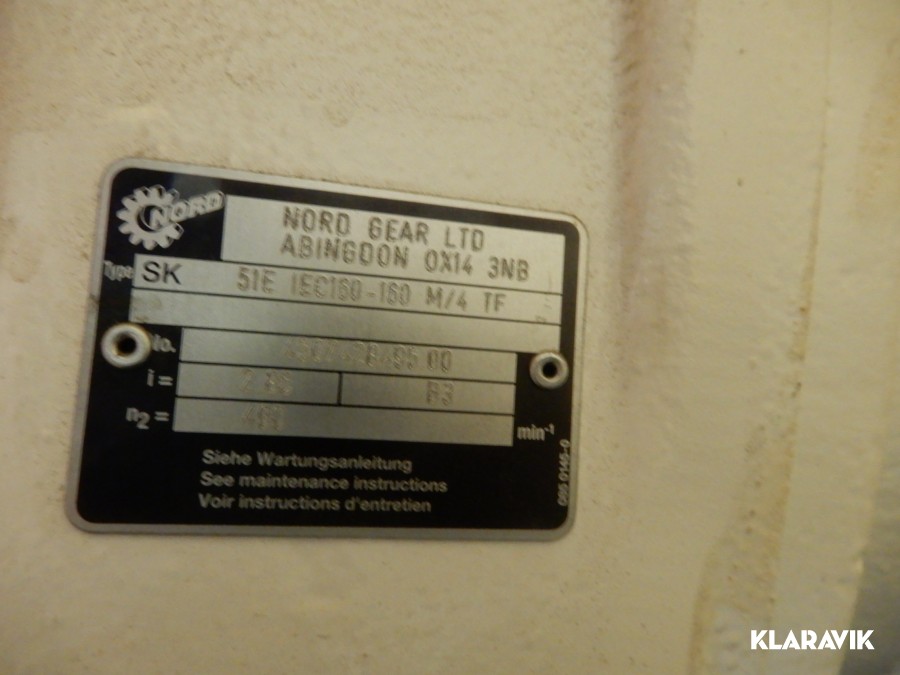 NORD
NORD GEAR LTD
ABINGDON OX14 3NB
Type SK 51E IEC160-160 M/4 TF
No. 00
i = B3
n2 = min-1
Siehe Wartungsanleitung
See maintenance instructions
Voir instructions d'entretien
KLARAVIK